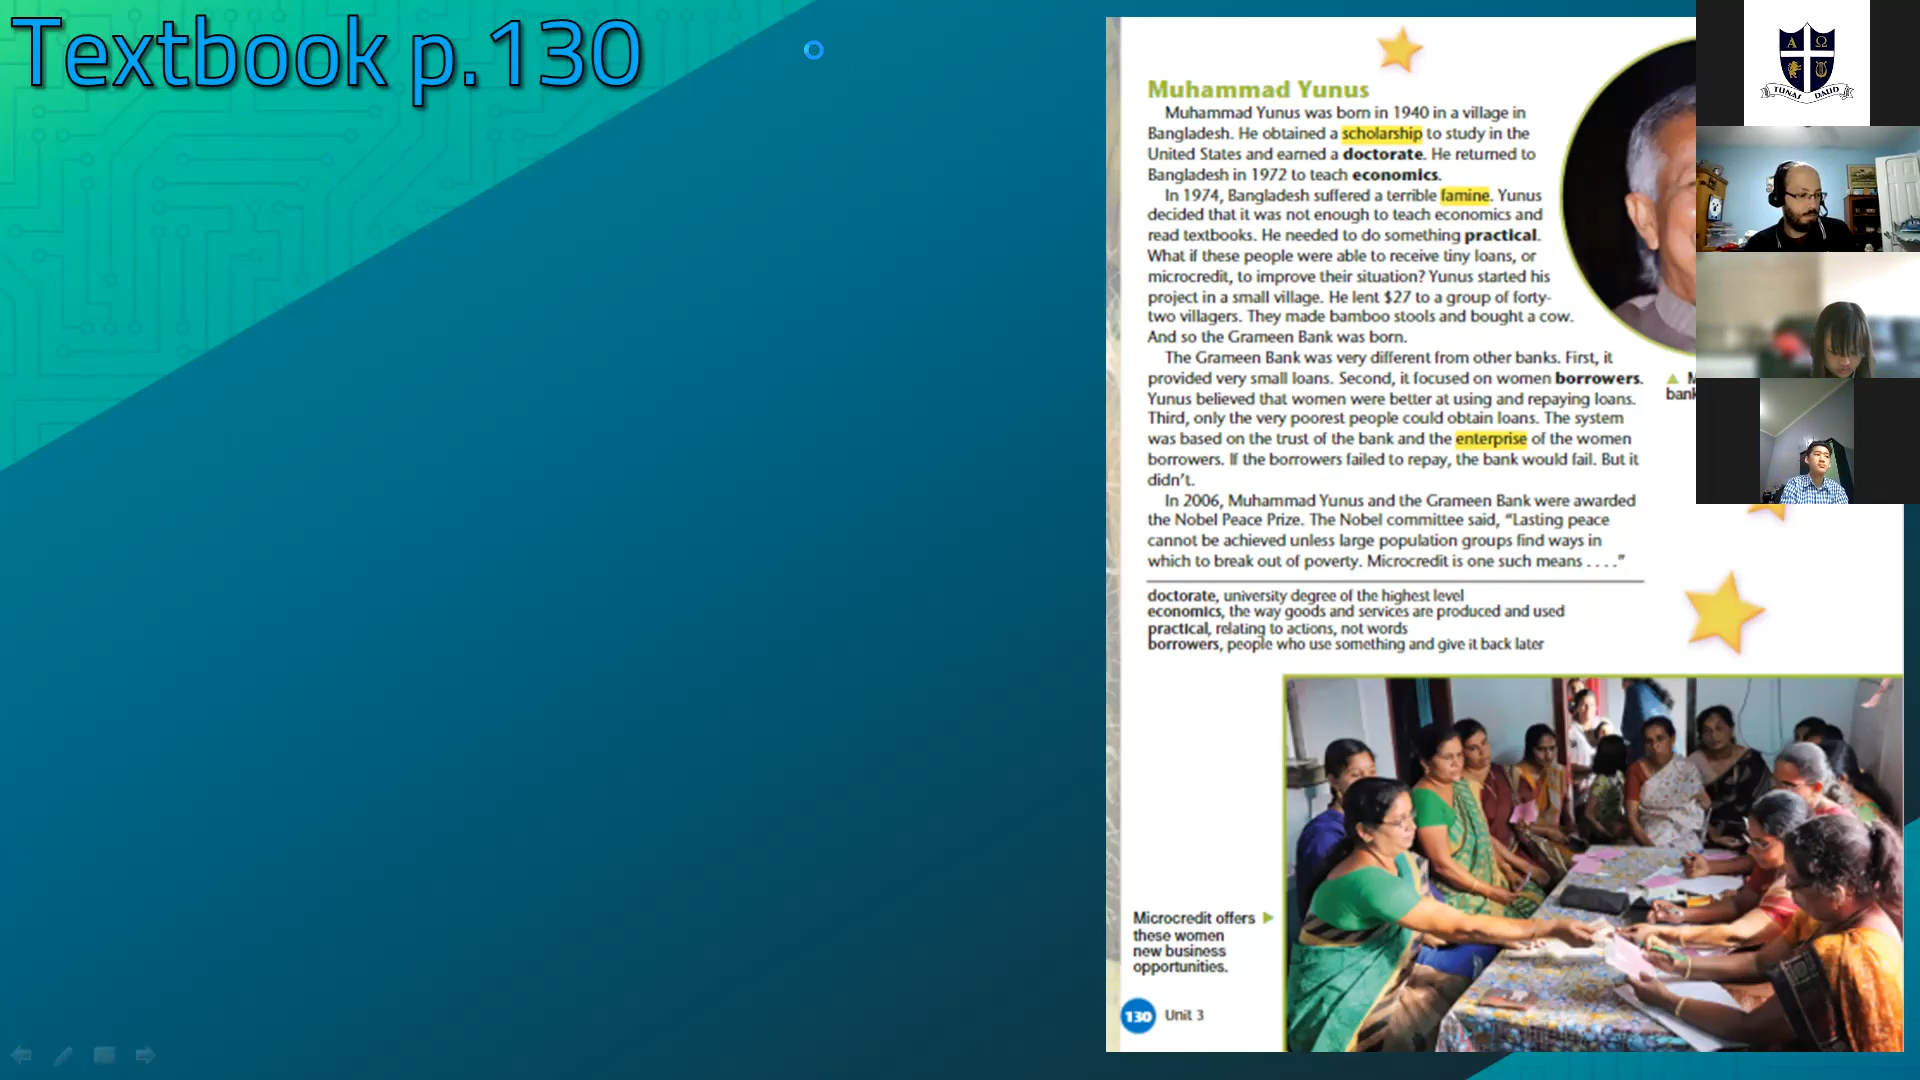 Textbook p.130
Muhammad Yunus
Muhammad Yunus was born in 1940 in a village in
Bangladesh. He obtained a scholarship to study in the
United States and earned a doctorate. He returned to
Bangladesh in 1972 to teach economics.
In 1974, Bangladesh suffered a terrible famine. Yunus
decided that it was not enough to teach economics and
read textbooks. He needed to do something practical.
What if these people were able to receive tiny loans, or
microcredit, to improve their situation? Yunus started his
project in a small village. He lent $27 to a group of forty-
two villagers. They made bamboo stools and bought a cow.
And so the Grameen Bank was born.
The Grameen Bank was very different from other banks. First, it
provided very small loans. Second, it focused on women borrowers.
Yunus believed that women were better at using and repaying loans.
Third, only the very poorest people could obtain loans. The system
was based on the trust of the bank and the enterprise of the women
borrowers. If the borrowers failed to repay, the bank would fail. But it
didn't.
In 2006, Muhammad Yunus and the Grameen Bank were awarded
the Nobel Peace Prize. The Nobel committee said, "Lasting peace
cannot be achieved unless large population groups find ways in
which to break out of poverty. Microcredit is one such means . . . ."
doctorate, university degree of the highest level
economics, the way goods and services are produced and used
practical, relating to actions, not words
borrowers, people who use something and give it back later
Microcredit offers
these women
new business
opportunities.
130 Unit 3
A Ω
TUNAS DAUD